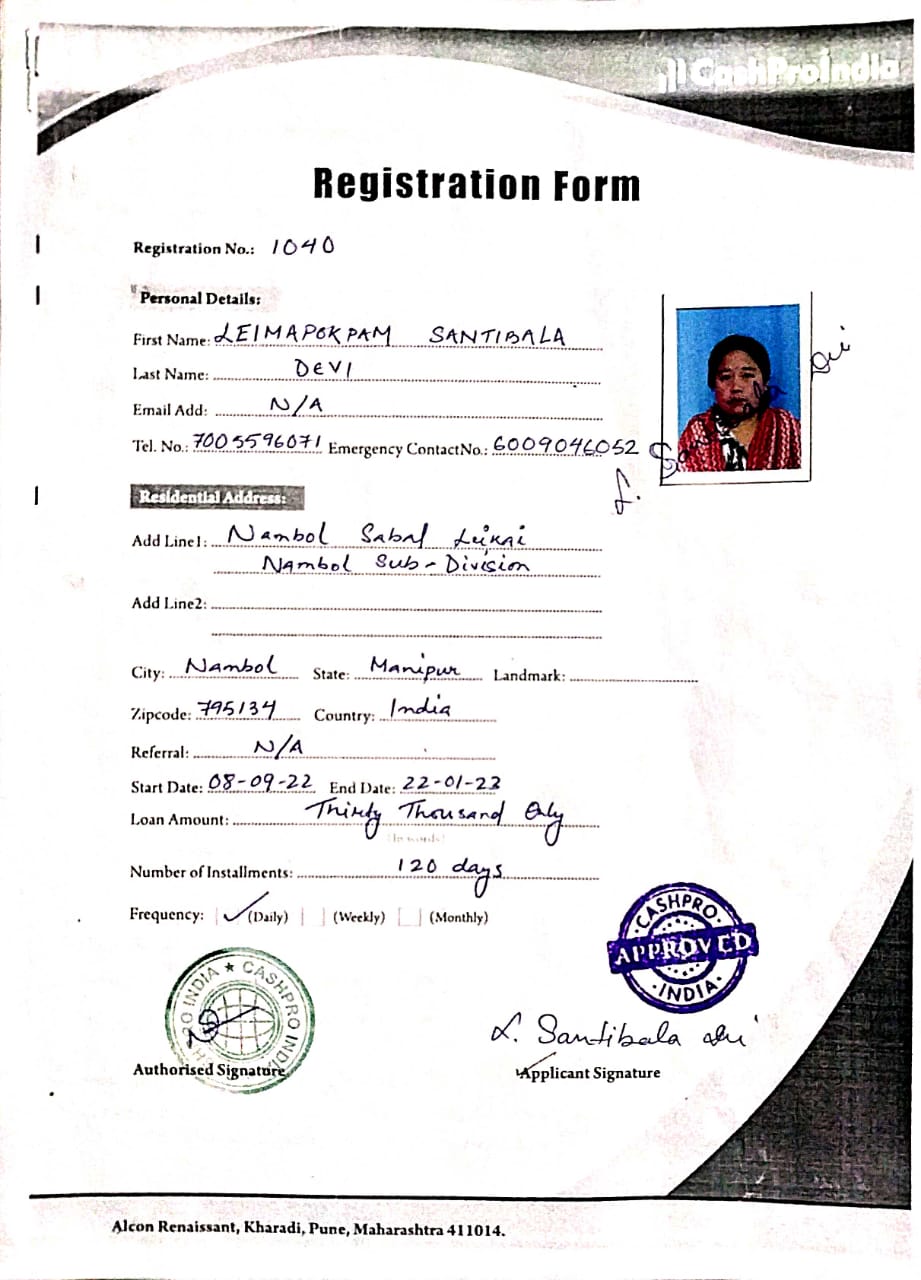 CashProIndia
Registration Form
Registration No.: 1040
Personal Details:
First Name: LEIMAPOKPAM SANTIBALA
Last Name: DEVI
Email Add: N/A
Tel. No.: 7005596071 Emergency ContactNo.: 6009046052
L. Santibala Dvi
Residential Address:
Add Line1: Nambol Sabal Leikai
Nambol Sub-Division
Add Line2:
City: Nambol State: Manipur Landmark:
Zipcode: 795134 Country: India
Referral: N/A
Start Date: 08-09-22 End Date: 22-01-23
Loan Amount: Thirty Thousand Only
(In words)
Number of Installments: 120 days
Frequency: (Daily) (Weekly) (Monthly)
CASHPRO
APPROVED
INDIA
INDIA ★ CASHPRO INDIA
L. Santibala Dvi
Authorised Signature Applicant Signature
Alcon Renaissant, Kharadi, Pune, Maharashtra 411014.